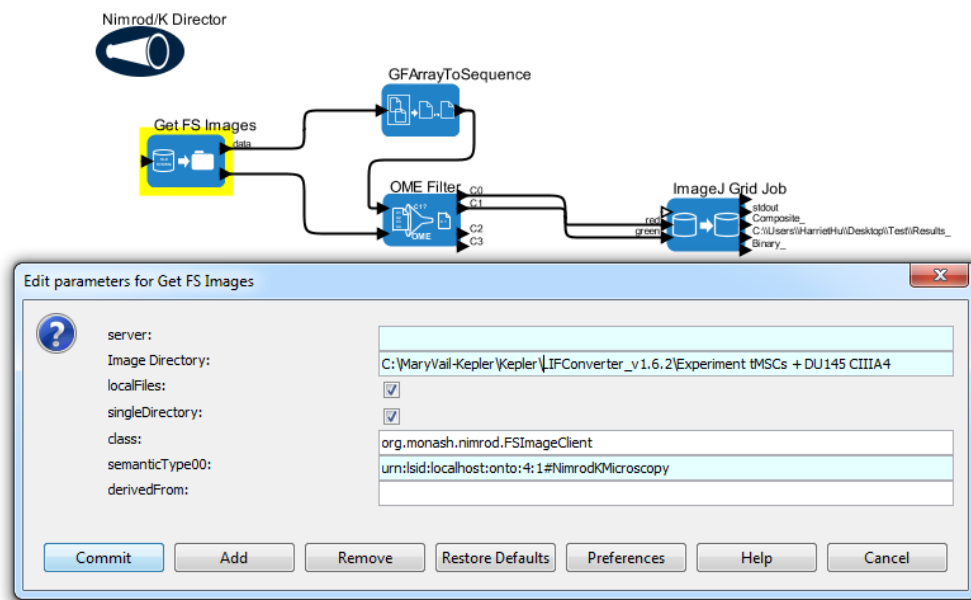 Nimrod/K Director
GFArrayToSequence
Get FS Images
data
OME Filter
C0
C1
C2
C3
C1?
OME
ImageJ Grid Job
red
green
stdout
Composite_
C:\\Users\\HarrietHu\\Desktop\\Test\\Results_
Binary_
Edit parameters for Get FS Images
server:
Image Directory: C:\MaryVail-Kepler\Kepler\LIFConverter_v1.6.2\Experiment tMSCs + DU145 CIIIA4
localFiles:
singleDirectory:
class: org.monash.nimrod.FSImageClient
semanticType00: urn:lsid:localhost:onto:4:1#NimrodKMicroscopy
derivedFrom:
Commit Add Remove Restore Defaults Preferences Help Cancel